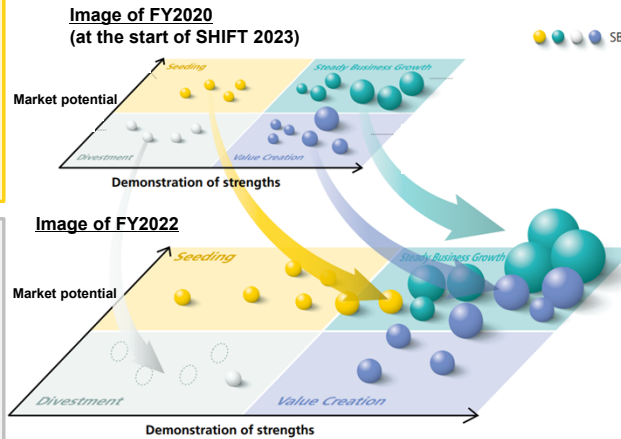 Image of FY2020
(at the start of SHIFT 2023)
Seeding
Steady Business Growth
Market potential
Divestment
Value Creation
Demonstration of strengths
Image of FY2022
Seeding
Steady Business Growth
Market potential
Divestment
Value Creation
Demonstration of strengths